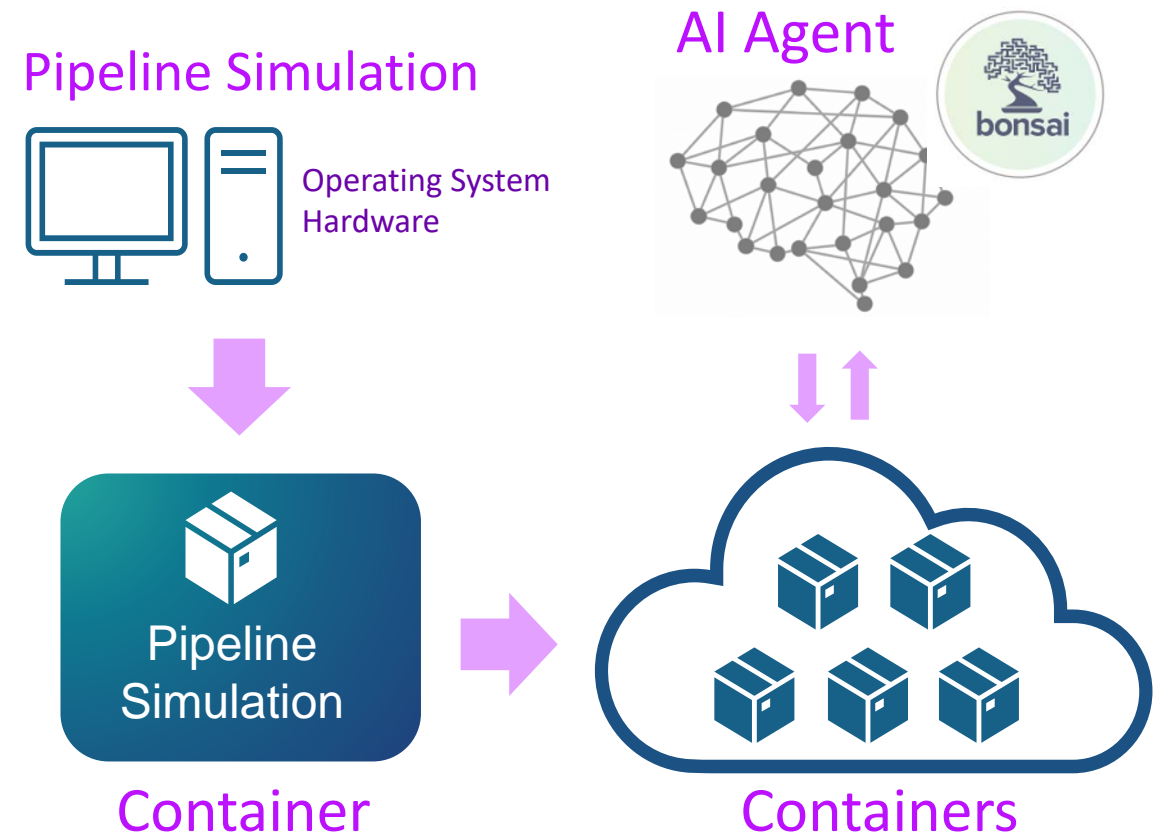 Pipeline Simulation
Operating System
Hardware
AI Agent
bonsai
Pipeline
Simulation
Container
Containers